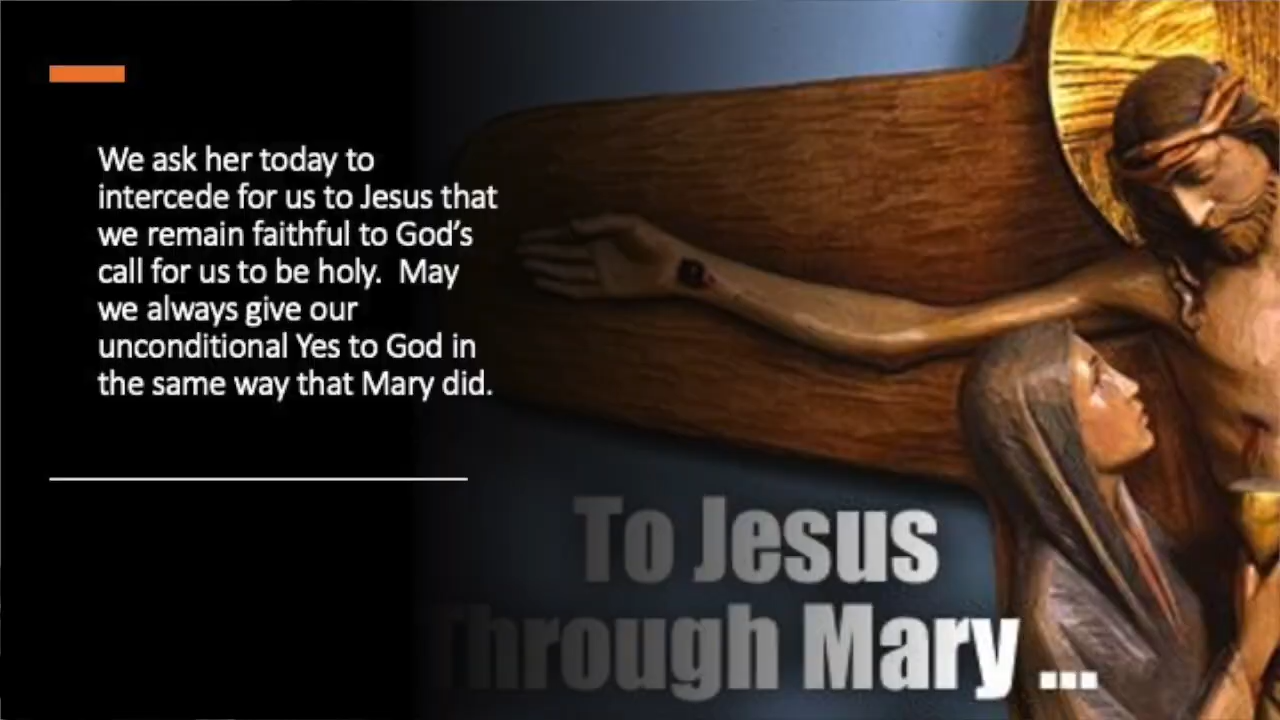 We ask her today to
intercede for us to Jesus that
we remain faithful to God’s
call for us to be holy.  May
we always give our
unconditional Yes to God in
the same way that Mary did.
To Jesus
Through Mary ...